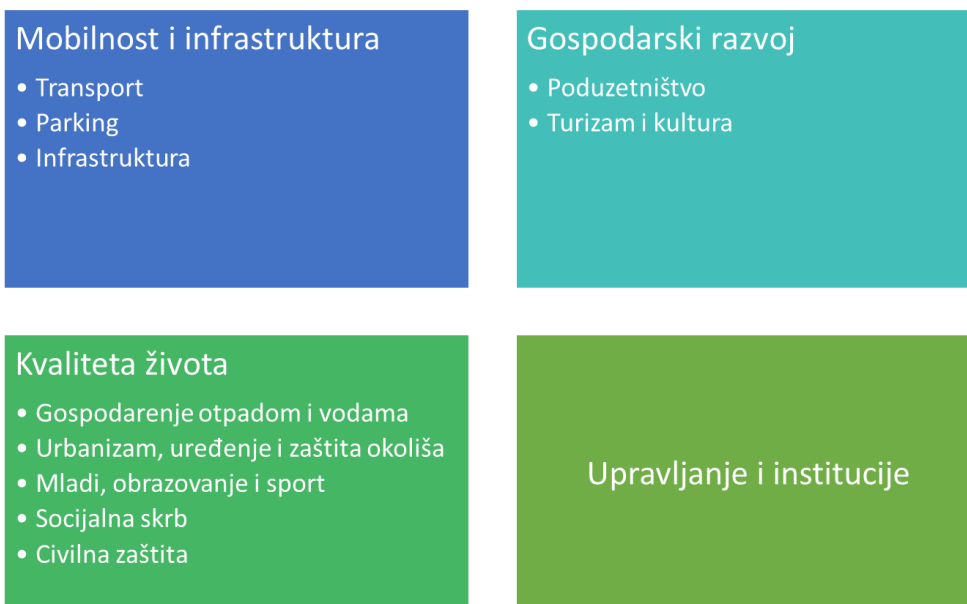 Mobilnost i infrastruktura
• Transport
• Parking
• Infrastruktura
Gospodarski razvoj
• Poduzetništvo
• Turizam i kultura
Kvaliteta života
• Gospodarenje otpadom i vodama
• Urbanizam, uređenje i zaštita okoliša
• Mladi, obrazovanje i sport
• Socijalna skrb
• Civilna zaštita
Upravljanje i institucije